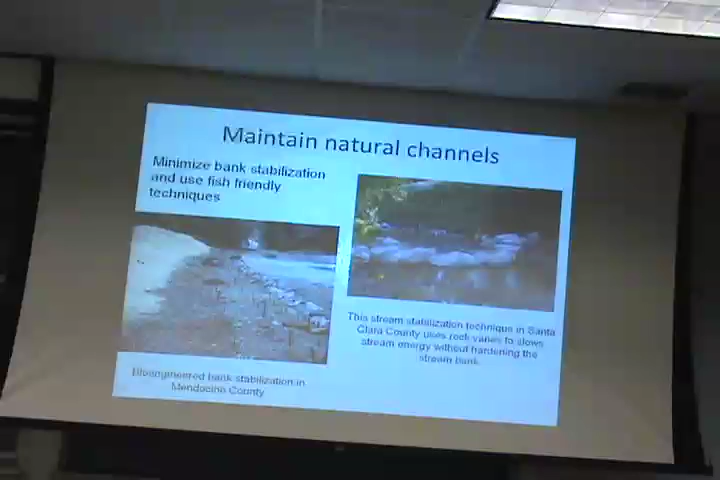 Maintain natural channels
Minimize bank stabilization
and use fish friendly
techniques
This stream stabilization technique in Santa
Clara County uses rock vanes to slows
stream energy without hardening the
stream bank.
Bioengineered bank stabilization in
Mendocino County